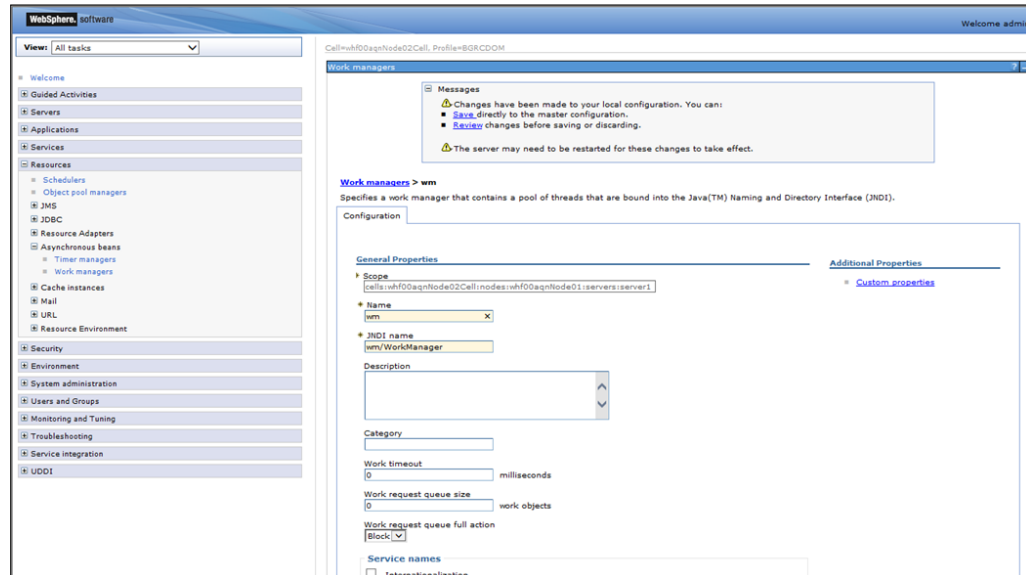 WebSphere. software
Welcome admi
View: All tasks
Cell=whf00aqnNode02Cell, Profile=BGRCDOM
Work managers
?
Welcome
Guided Activities
Servers
Applications
Services
Resources
Schedulers
Object pool managers
JMS
JDBC
Resource Adapters
Asynchronous beans
Timer managers
Work managers
Cache instances
Mail
URL
Resource Environment
Security
Environment
System administration
Users and Groups
Monitoring and Tuning
Troubleshooting
Service integration
UDDI
Messages
Changes have been made to your local configuration. You can:
Save directly to the master configuration.
Review changes before saving or discarding.
The server may need to be restarted for these changes to take effect.
Work managers > wm
Specifies a work manager that contains a pool of threads that are bound into the Java(TM) Naming and Directory Interface (JNDI).
Configuration
General Properties
Scope
cells:whf00aqnNode02Cell:nodes:whf00aqnNode01:servers:server1
* Name
wm
* JNDI name
wm/WorkManager
Description
Category
Work timeout
0 milliseconds
Work request queue size
0 work objects
Work request queue full action
Block
Service names
Internationalization
Additional Properties
Custom properties